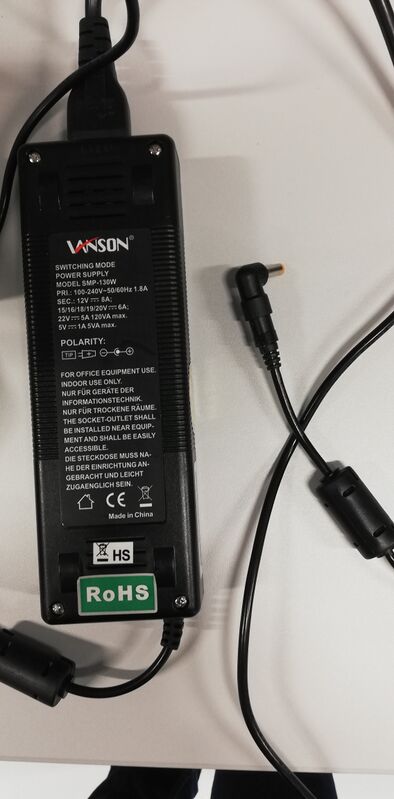 VANSON®
SWITCHING MODE
POWER SUPPLY
MODEL SMP-130W
PRI.: 100-240V~50/60Hz 1.8A
SEC.: 12V ⎓ 8A;
15/16/18/19/20V ⎓ 6A;
22V ⎓ 5A 120VA max.
5V ⎓ 1A 5VA max.
POLARITY:
TIP +
FOR OFFICE EQUIPMENT USE.
INDOOR USE ONLY.
NUR FÜR GERÄTE DER
INFORMATIONSTECHNIK.
NUR FÜR TROCKENE RÄUME.
THE SOCKET-OUTLET SHALL
BE INSTALLED NEAR EQUIP-
MENT AND SHALL BE EASILY
ACCESSIBLE.
DIE STECKDOSE MUSS NA-
HE DER EINRICHTUNG AN-
GEBRACHT UND LEICHT
ZUGAENGLICH SEIN.
CE
Made in China
HS
RoHS